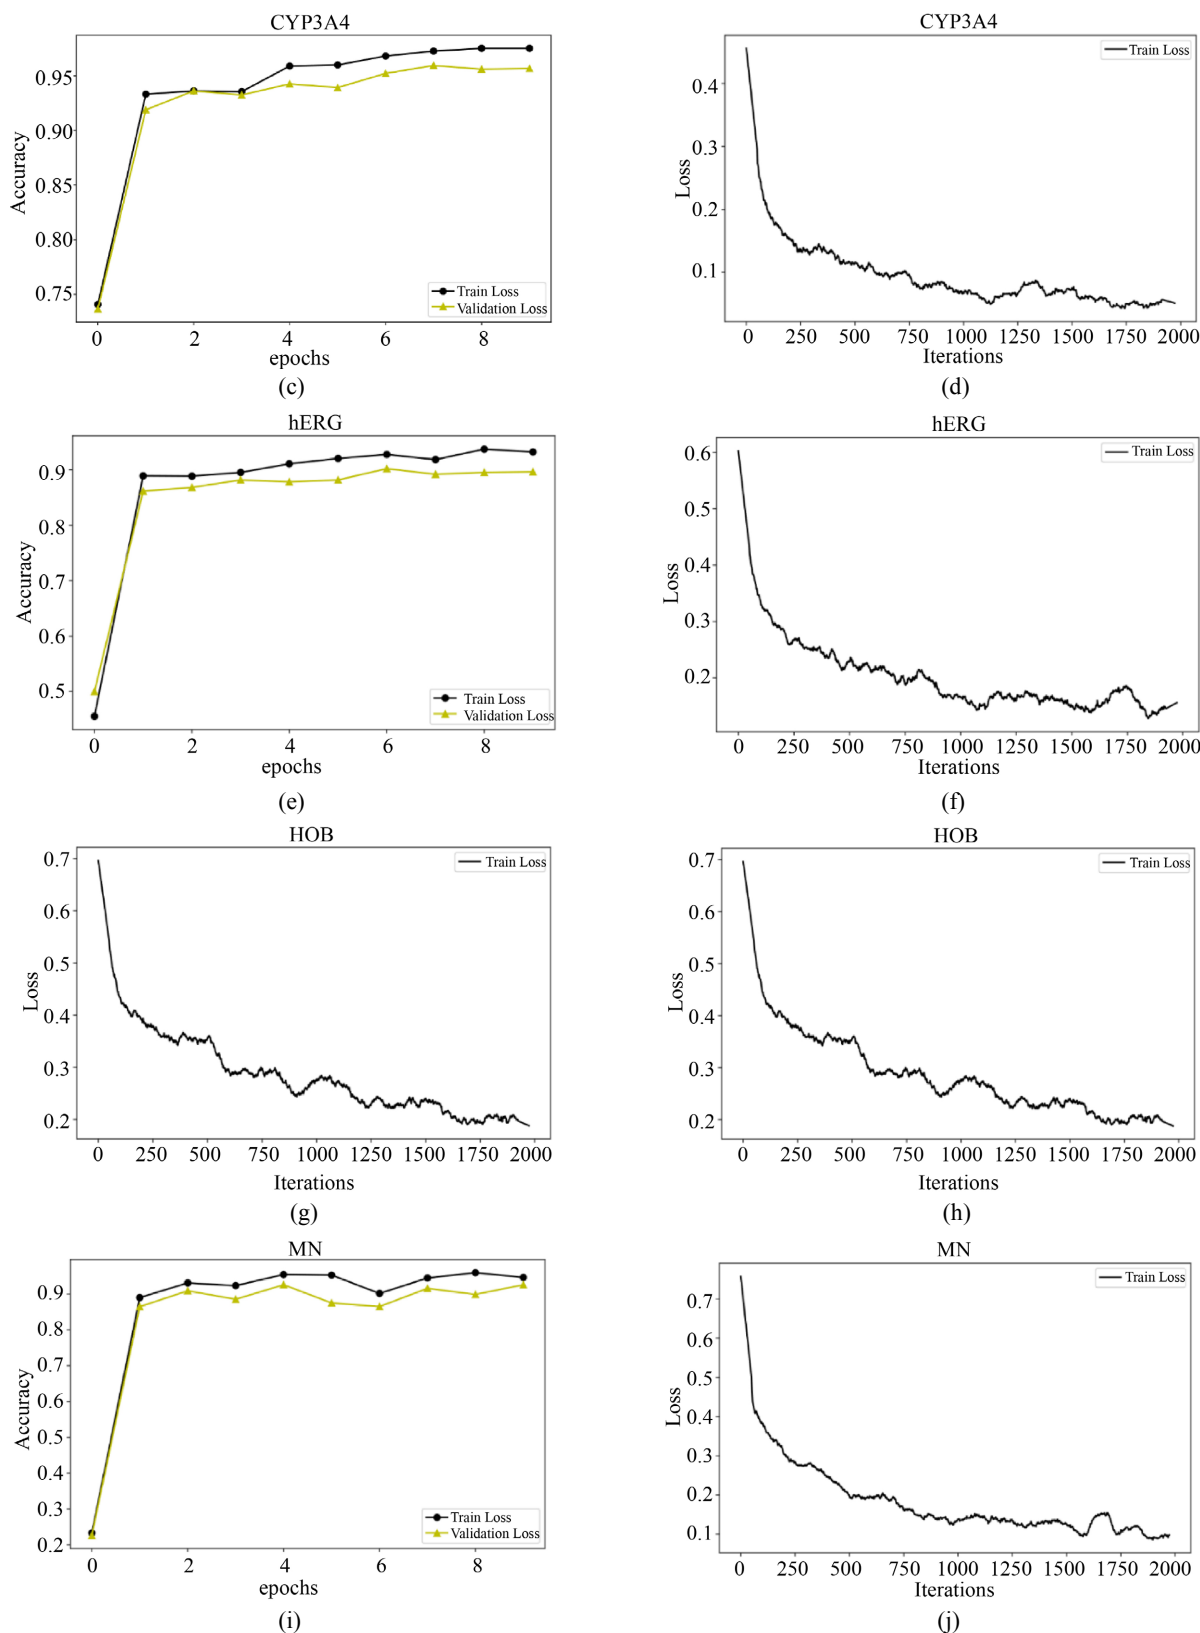 CYP3A4
0.95
0.90
0.85
0.80
0.75
Accuracy
Train Loss
Validation Loss
0 2 4 6 8
epochs
(c)
CYP3A4
Train Loss
0.4
0.3
0.2
0.1
Loss
0 250 500 750 1000 1250 1500 1750 2000
Iterations
(d)
hERG
0.9
0.8
0.7
0.6
0.5
Accuracy
Train Loss
Validation Loss
0 2 4 6 8
epochs
(e)
hERG
Train Loss
0.6
0.5
0.4
0.3
0.2
Loss
0 250 500 750 1000 1250 1500 1750 2000
Iterations
(f)
HOB
Train Loss
0.7
0.6
0.5
0.4
0.3
0.2
Loss
0 250 500 750 1000 1250 1500 1750 2000
Iterations
(g)
HOB
Train Loss
0.7
0.6
0.5
0.4
0.3
0.2
Loss
0 250 500 750 1000 1250 1500 1750 2000
Iterations
(h)
MN
0.9
0.8
0.7
0.6
0.5
0.4
0.3
0.2
Accuracy
Train Loss
Validation Loss
0 2 4 6 8
epochs
(i)
MN
Train Loss
0.7
0.6
0.5
0.4
0.3
0.2
0.1
Loss
0 250 500 750 1000 1250 1500 1750 2000
Iterations
(j)